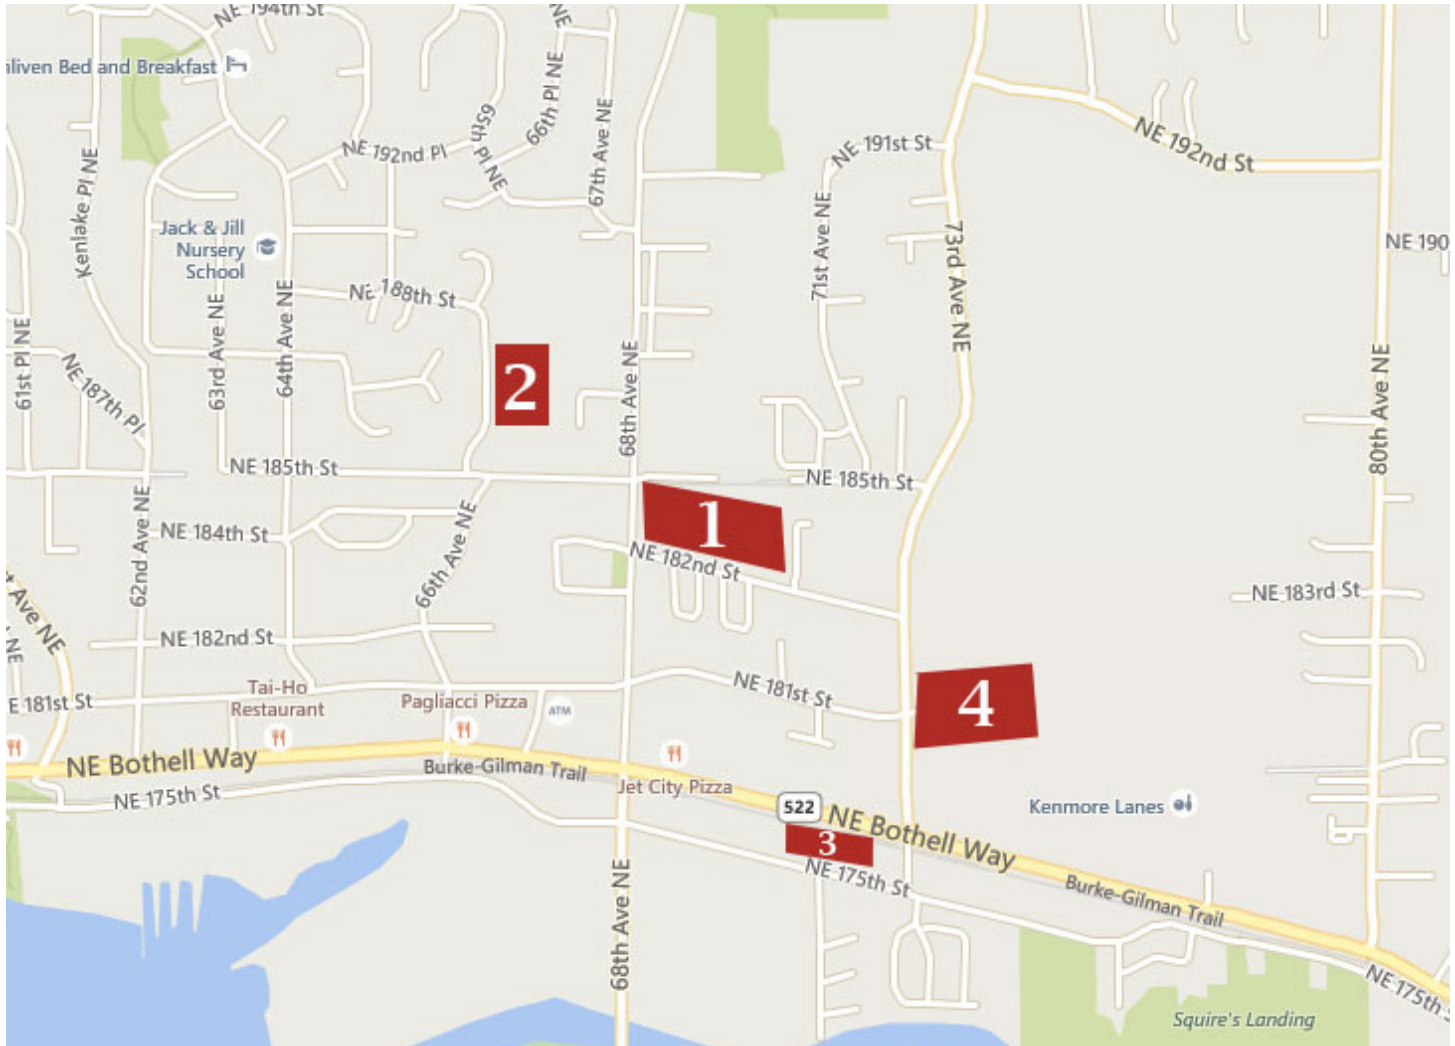 NE 194th St
nliven Bed and Breakfast
NE
66th Pl NE
65th Pl NE
67th Ave NE
NE 192nd Pl
NE 191st St
NE 192nd St
Kenlake Pl NE
Jack & Jill
Nursery
School
71st Ave NE
73rd Ave NE
NE 190
NE 188th St
61st Pl NE
63rd Ave NE
64th Ave NE
NE 187th Pl
2
68th Ave NE
80th Ave NE
NE 185th St
NE 185th St
1
NE 184th St
62nd Ave NE
66th Ave NE
NE 182nd St
NE 183rd St
st Ave NE
NE
NE 182nd St
E 181st St
Tai-Ho
Restaurant
Pagliacci Pizza
ATM
NE 181st St
4
NE Bothell Way
Burke-Gilman Trail
Jet City Pizza
NE 175th St
522
NE Bothell Way
Kenmore Lanes
3
NE 175th St
68th Ave NE
Burke-Gilman Trail
NE 175th S
Squire's Landing